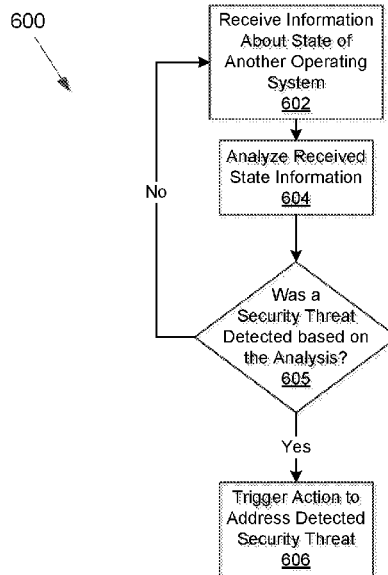 600
Receive Information
About State of
Another Operating
System
602
Analyze Received
State Information
604
No
Was a
Security Threat
Detected based on
the Analysis?
605
Yes
Trigger Action to
Address Detected
Security Threat
606